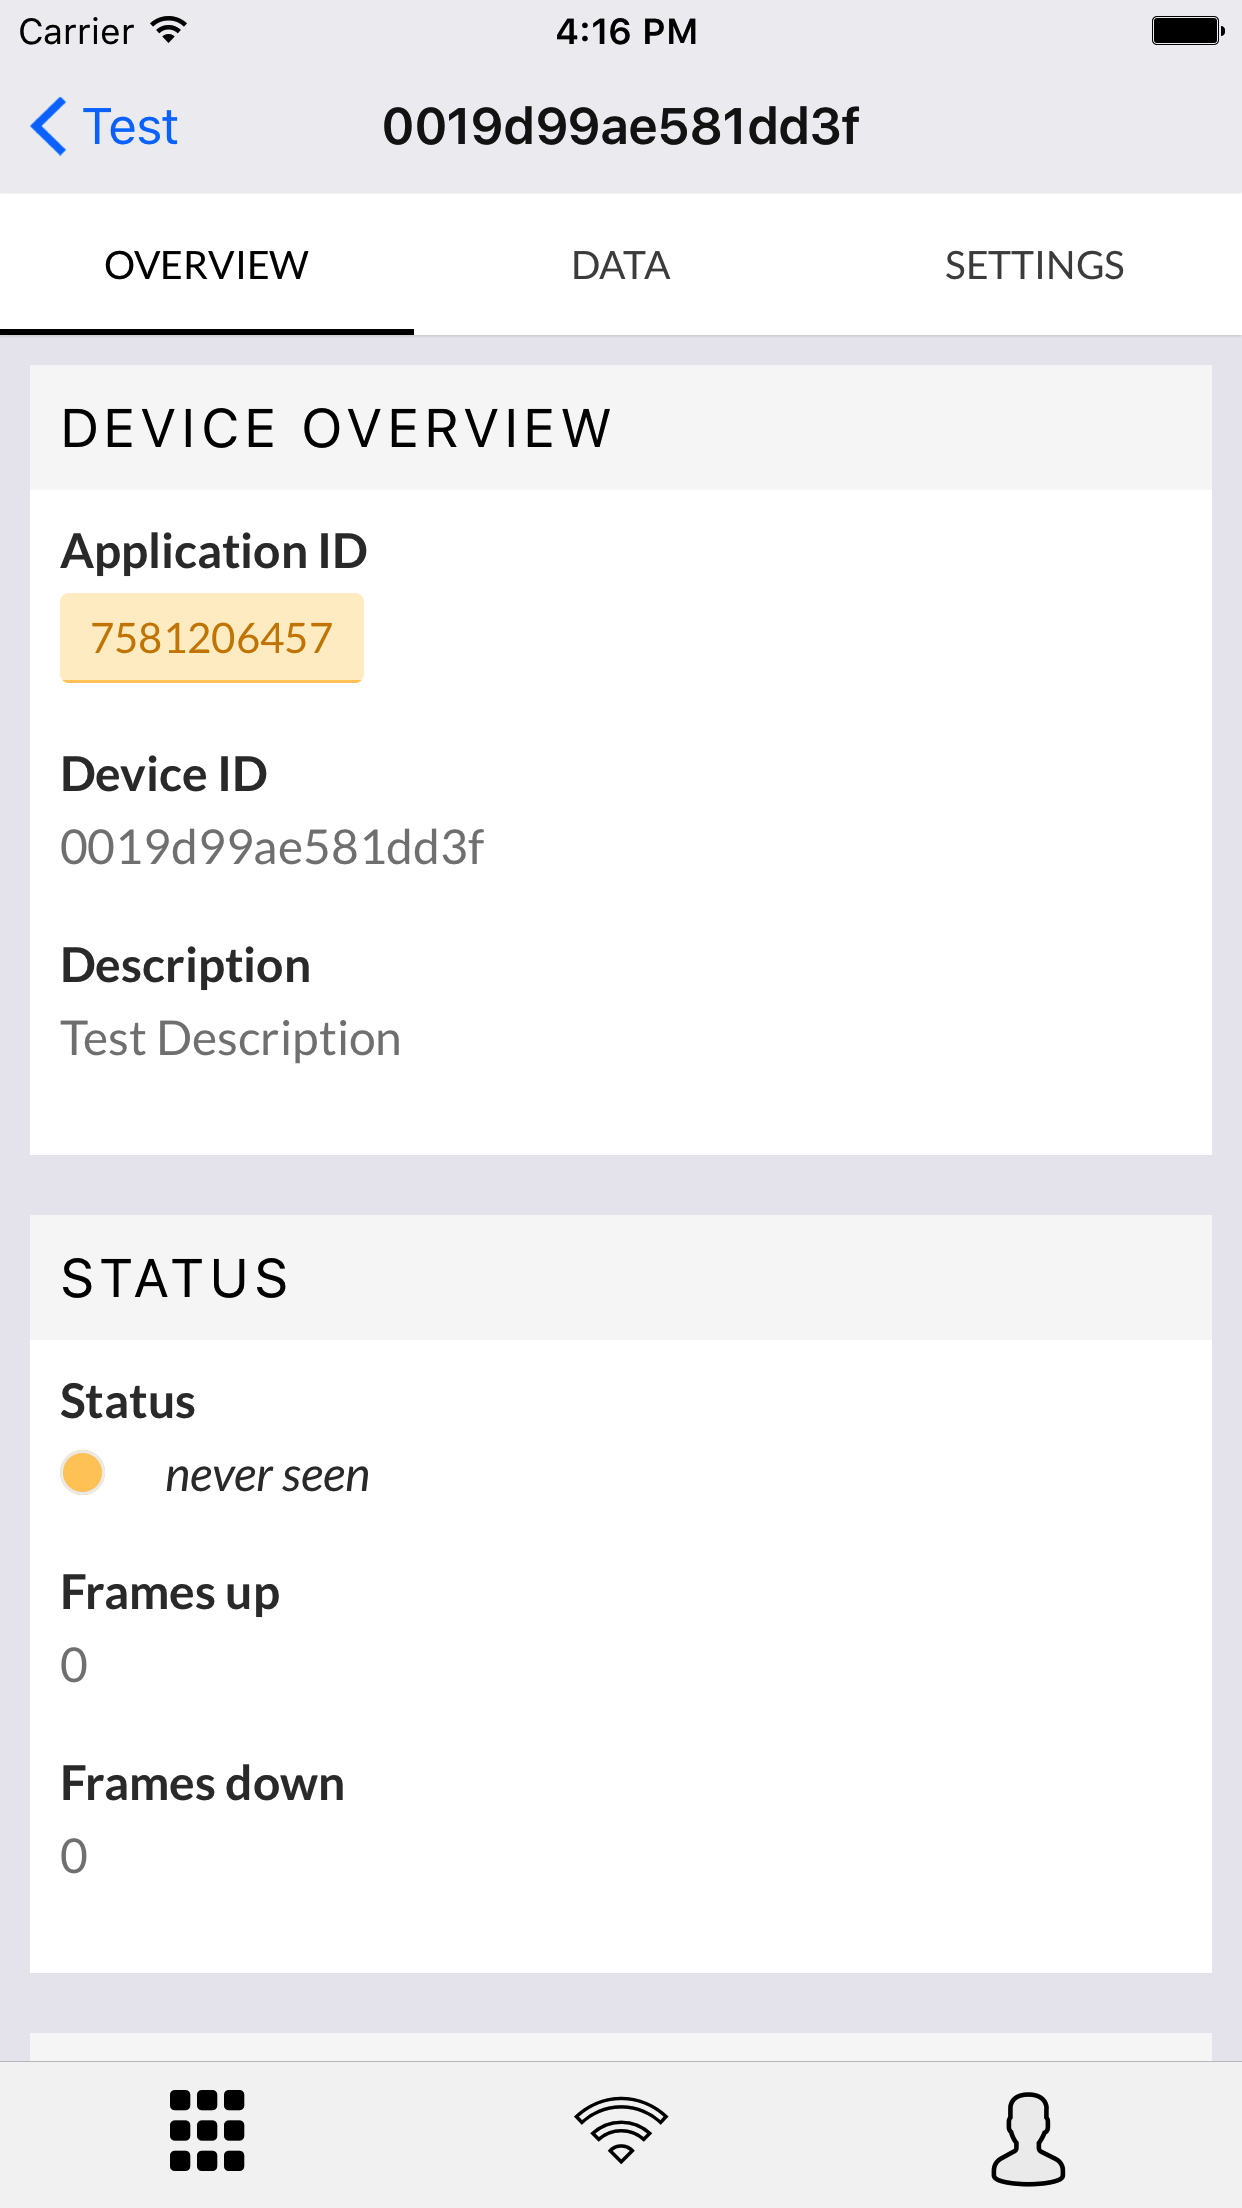 Carrier 4:16 PM
Test 0019d99ae581dd3f
OVERVIEW DATA SETTINGS
DEVICE OVERVIEW
Application ID
7581206457
Device ID
0019d99ae581dd3f
Description
Test Description
STATUS
Status
never seen
Frames up
0
Frames down
0